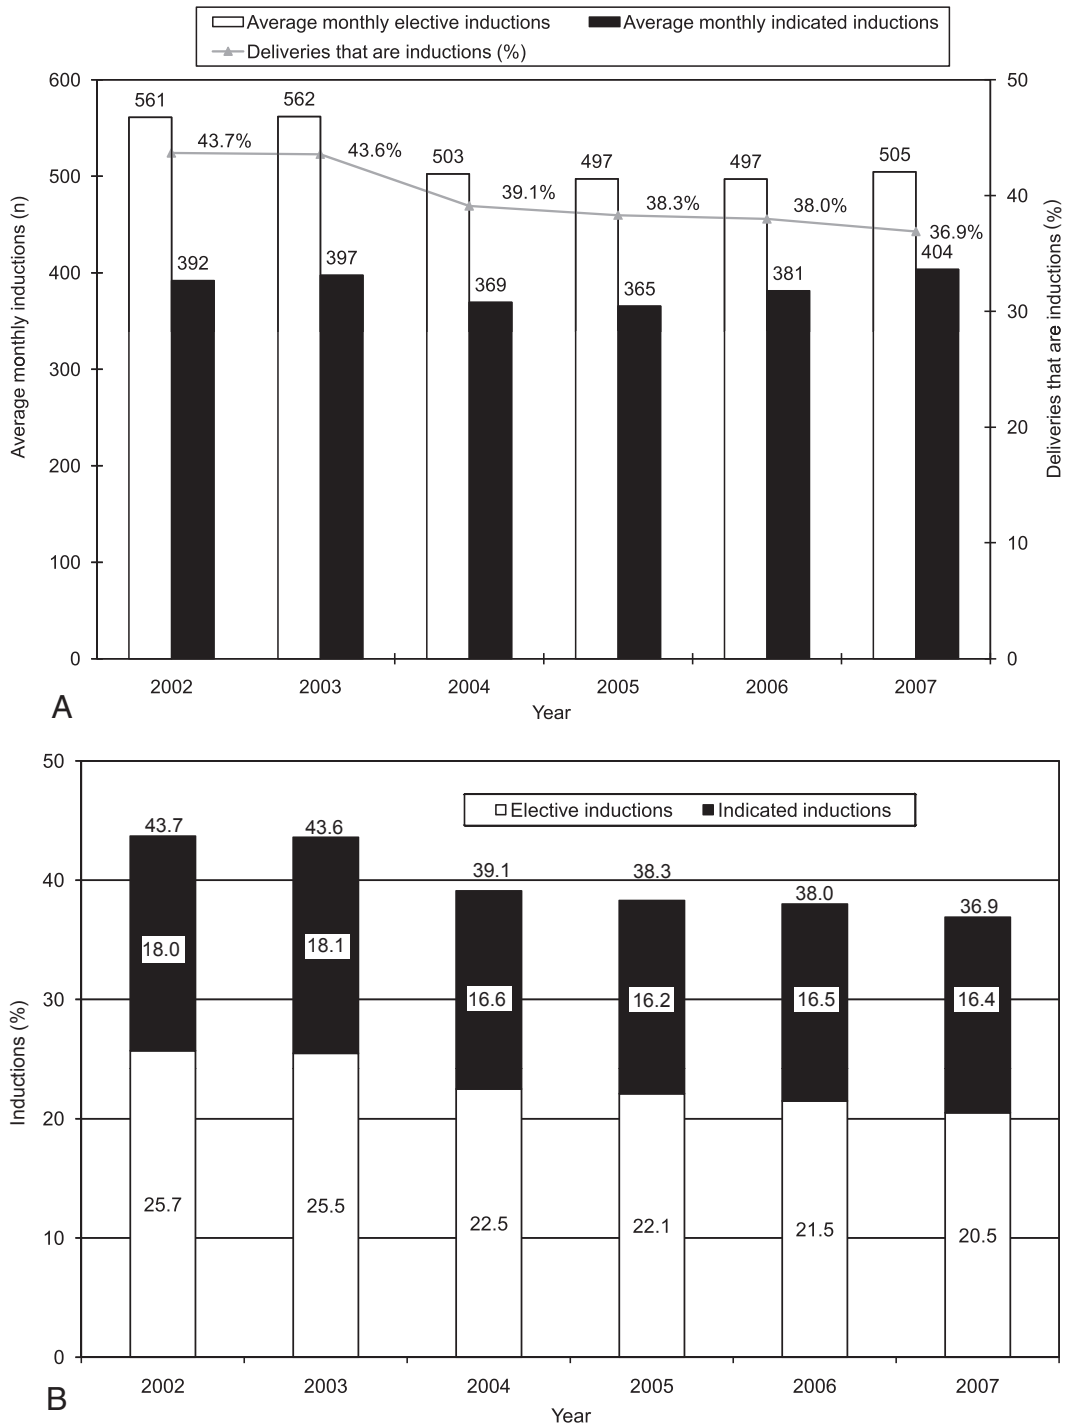 Average monthly elective inductions Average monthly indicated inductions
Deliveries that are inductions (%)
Average monthly inductions (n)
600
500
400
300
200
100
0
561
562
503
497
497
505
43.7%
43.6%
39.1%
38.3%
38.0%
36.9%
392
397
369
365
381
404
50
40
30
20
10
0
Deliveries that are inductions (%)
2002 2003 2004 2005 2006 2007
Year
A
Inductions (%)
50
40
30
20
10
0
Elective inductions Indicated inductions
43.7 43.6 39.1 38.3 38.0 36.9
18.0 18.1 16.6 16.2 16.5 16.4
25.7 25.5 22.5 22.1 21.5 20.5
2002 2003 2004 2005 2006 2007
Year
B